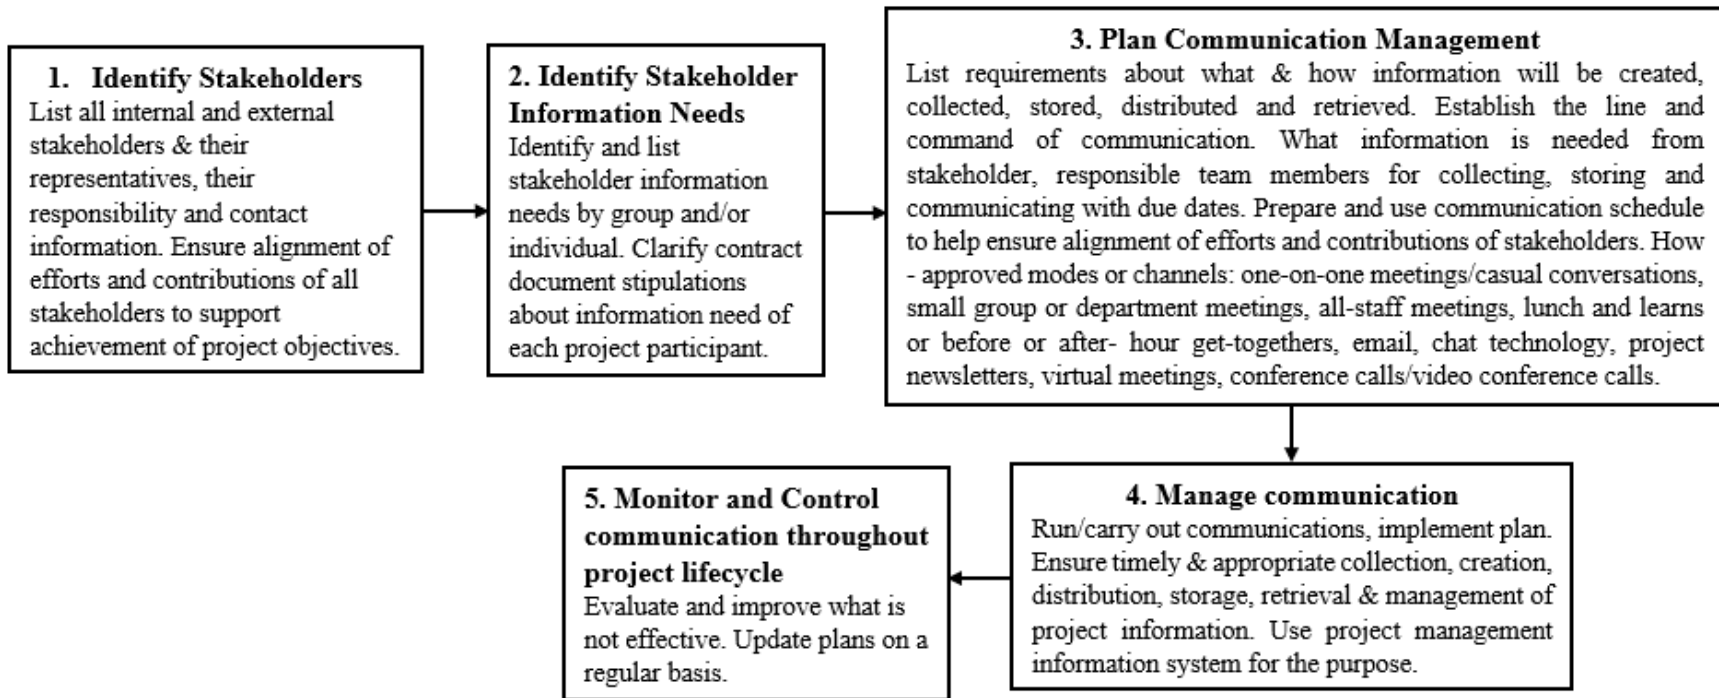 1. Identify Stakeholders
List all internal and external
stakeholders & their
representatives, their
responsibility and contact
information. Ensure alignment of
efforts and contributions of all
stakeholders to support
achievement of project objectives.
2. Identify Stakeholder
Information Needs
Identify and list
stakeholder information
needs by group and/or
individual. Clarify contract
document stipulations
about information need of
each project participant.
3. Plan Communication Management
List requirements about what & how information will be created,
collected, stored, distributed and retrieved. Establish the line and
command of communication. What information is needed from
stakeholder, responsible team members for collecting, storing and
communicating with due dates. Prepare and use communication schedule
to help ensure alignment of efforts and contributions of stakeholders. How
- approved modes or channels: one-on-one meetings/casual conversations,
small group or department meetings, all-staff meetings, lunch and learns
or before or after- hour get-togethers, email, chat technology, project
newsletters, virtual meetings, conference calls/video conference calls.
4. Manage communication
Run/carry out communications, implement plan.
Ensure timely & appropriate collection, creation,
distribution, storage, retrieval & management of
project information. Use project management
information system for the purpose.
5. Monitor and Control
communication throughout
project lifecycle
Evaluate and improve what is
not effective. Update plans on a
regular basis.